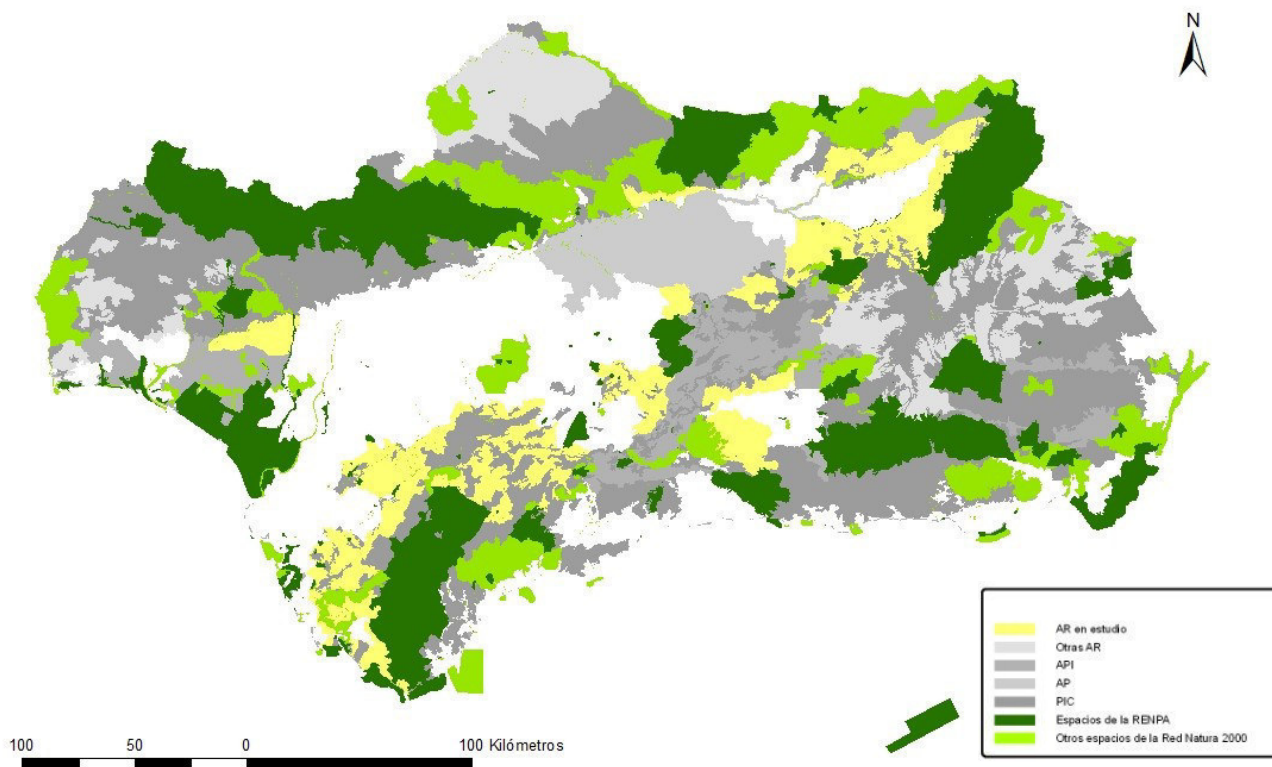 N
AR en estudio
Otras AR
API
AP
PIC
Espacios de la RENPA
Otros espacios de la Red Natura 2000
100 50 0 100 Kilómetros